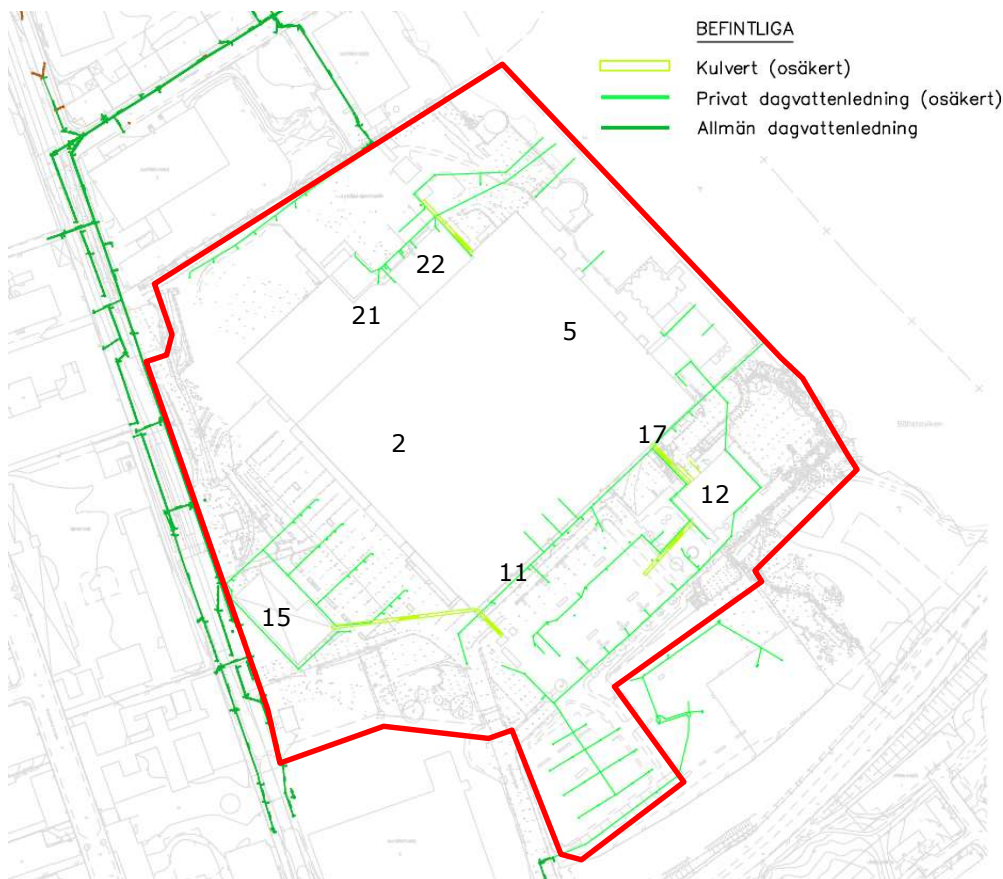 BEFINTLIGA
Kulvert (osäkert)
Privat dagvattenledning (osäkert)
Allmän dagvattenledning
22
21
5
2
17
12
11
15